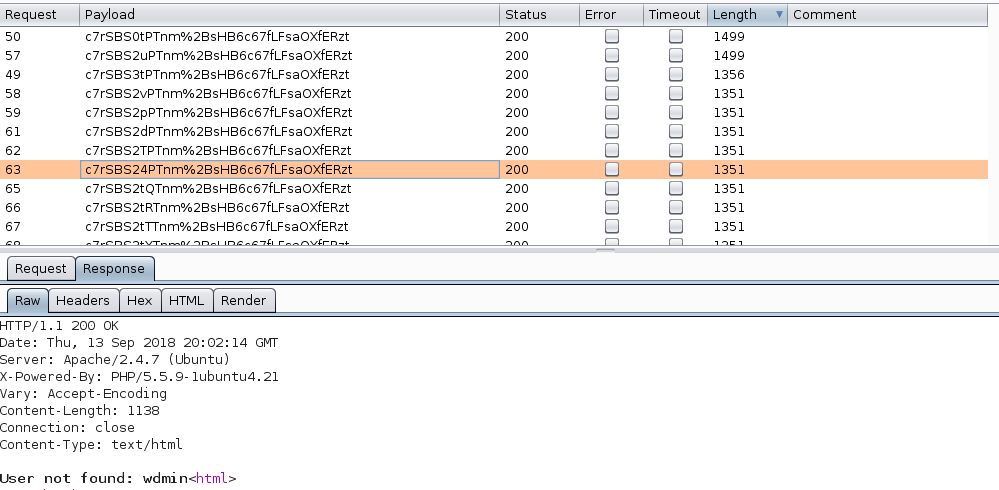 Request Payload Status Error Timeout Length Comment
50 c7rSBS0tPTnm%2BsHB6c67fLFsaOXfERzt 200 1499
57 c7rSBS2uPTnm%2BsHB6c67fLFsaOXfERzt 200 1499
49 c7rSBS3tPTnm%2BsHB6c67fLFsaOXfERzt 200 1356
58 c7rSBS2vPTnm%2BsHB6c67fLFsaOXfERzt 200 1351
59 c7rSBS2pPTnm%2BsHB6c67fLFsaOXfERzt 200 1351
61 c7rSBS2dPTnm%2BsHB6c67fLFsaOXfERzt 200 1351
62 c7rSBS2TPTnm%2BsHB6c67fLFsaOXfERzt 200 1351
63 c7rSBS24PTnm%2BsHB6c67fLFsaOXfERzt 200 1351
65 c7rSBS2tQTnm%2BsHB6c67fLFsaOXfERzt 200 1351
66 c7rSBS2tRTnm%2BsHB6c67fLFsaOXfERzt 200 1351
67 c7rSBS2tTTnm%2BsHB6c67fLFsaOXfERzt 200 1351
68 c7rSBS2tXTnm%2BsHB6c67fLFsaOXfERzt 200 1351
Request Response
Raw Headers Hex HTML Render
HTTP/1.1 200 OK
Date: Thu, 13 Sep 2018 20:02:14 GMT
Server: Apache/2.4.7 (Ubuntu)
X-Powered-By: PHP/5.5.9-1ubuntu4.21
Vary: Accept-Encoding
Content-Length: 1138
Connection: close
Content-Type: text/html
User not found: wdmin<html>